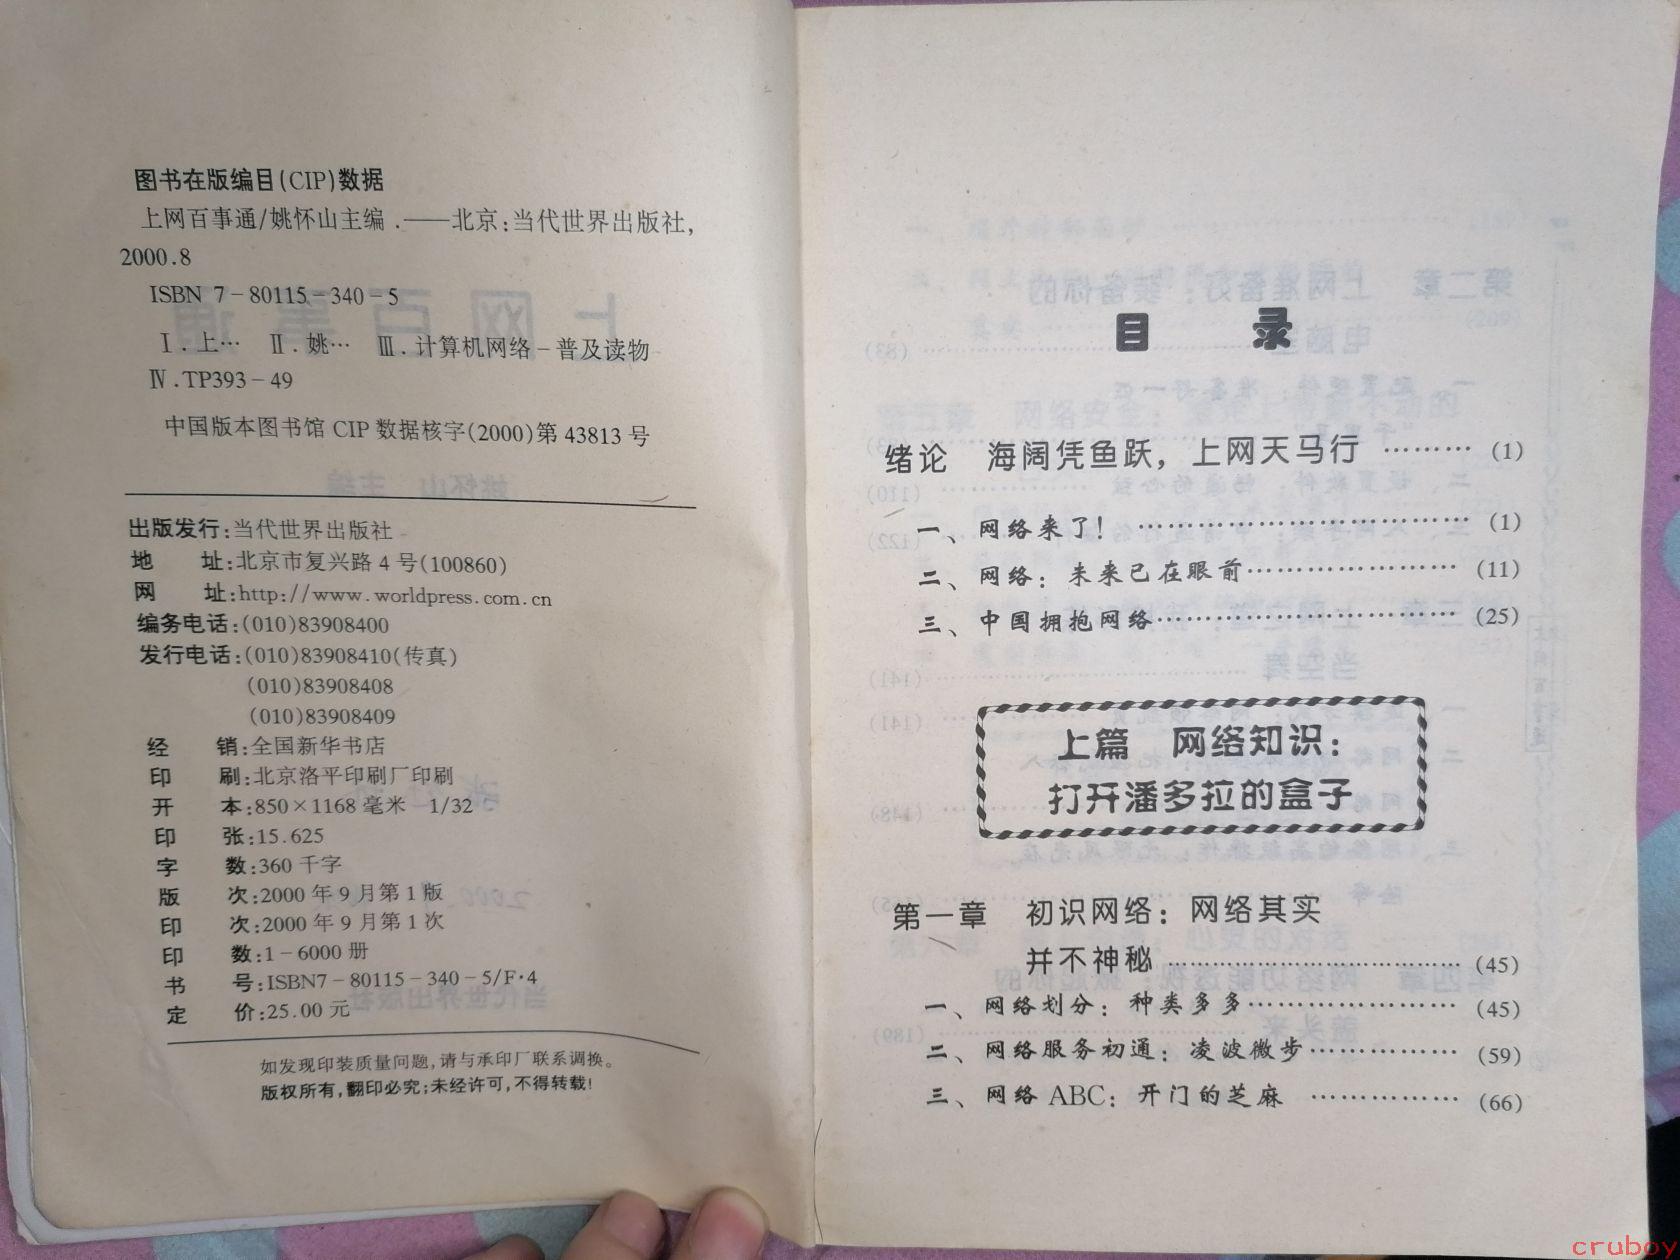 图书在版编目(CIP)数据
上网百事通/姚怀山主编.——北京:当代世界出版社,
2000.8
ISBN 7-80115-340-5
Ⅰ.上… Ⅱ.姚… Ⅲ.计算机网络-普及读物
Ⅳ.TP393-49
中国版本图书馆 CIP 数据核字(2000)第 43813 号
出版发行:当代世界出版社
地 址:北京市复兴路 4 号(100860)
网 址:http://www.worldpress.com.cn
编务电话:(010)83908400
发行电话:(010)83908410(传真)
(010)83908408
(010)83908409
经 销:全国新华书店
印 刷:北京洛平印刷厂印刷
开 本:850×1168 毫米 1/32
印 张:15.625
字 数:360 千字
版 次:2000 年 9 月第 1 版
印 次:2000 年 9 月第 1 次
印 数:1-6000 册
书 号:ISBN7-80115-340-5/F·4
定 价:25.00 元
如发现印装质量问题,请与承印厂联系调换。
版权所有,翻印必究;未经许可,不得转载!
目 录
绪论 海阔凭鱼跃，上网天马行 ……… (1)
一、网络来了！ ………………………… (1)
二、网络：未来已在眼前………………… (11)
三、中国拥抱网络………………………… (25)
上篇 网络知识：
打开潘多拉的盒子
第一章 初识网络：网络其实
并不神秘 ………………………… (45)
一、网络划分：种类多多………………… (45)
二、网络服务初通：凌波微步…………… (59)
三、网络 ABC：开门的芝麻 …………… (66)
cruboy